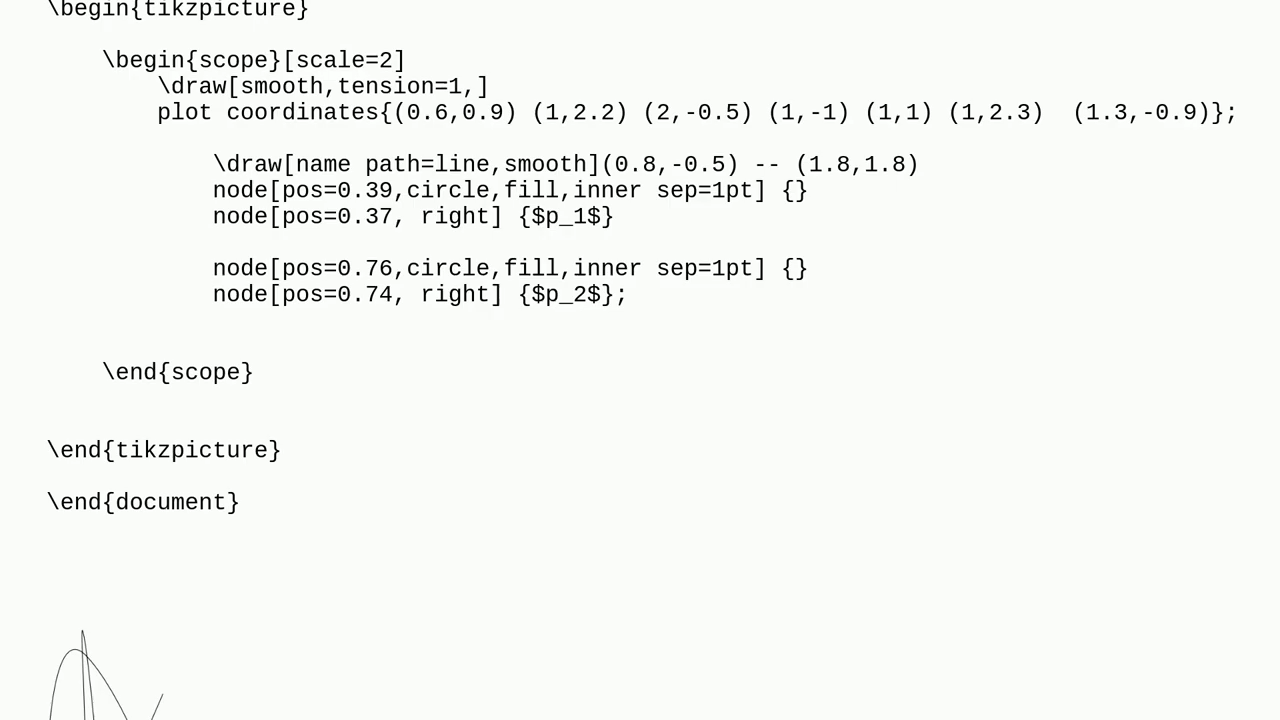 \begin{tikzpicture}
\begin{scope}[scale=2]
\draw[smooth,tension=1,]
plot coordinates{(0.6,0.9) (1,2.2) (2,-0.5) (1,-1) (1,1) (1,2.3)  (1.3,-0.9)};
\draw[name path=line,smooth](0.8,-0.5) -- (1.8,1.8)
node[pos=0.39,circle,fill,inner sep=1pt] {}
node[pos=0.37, right] {$p_1$}
node[pos=0.76,circle,fill,inner sep=1pt] {}
node[pos=0.74, right] {$p_2$};
\end{scope}
\end{tikzpicture}
\end{document}